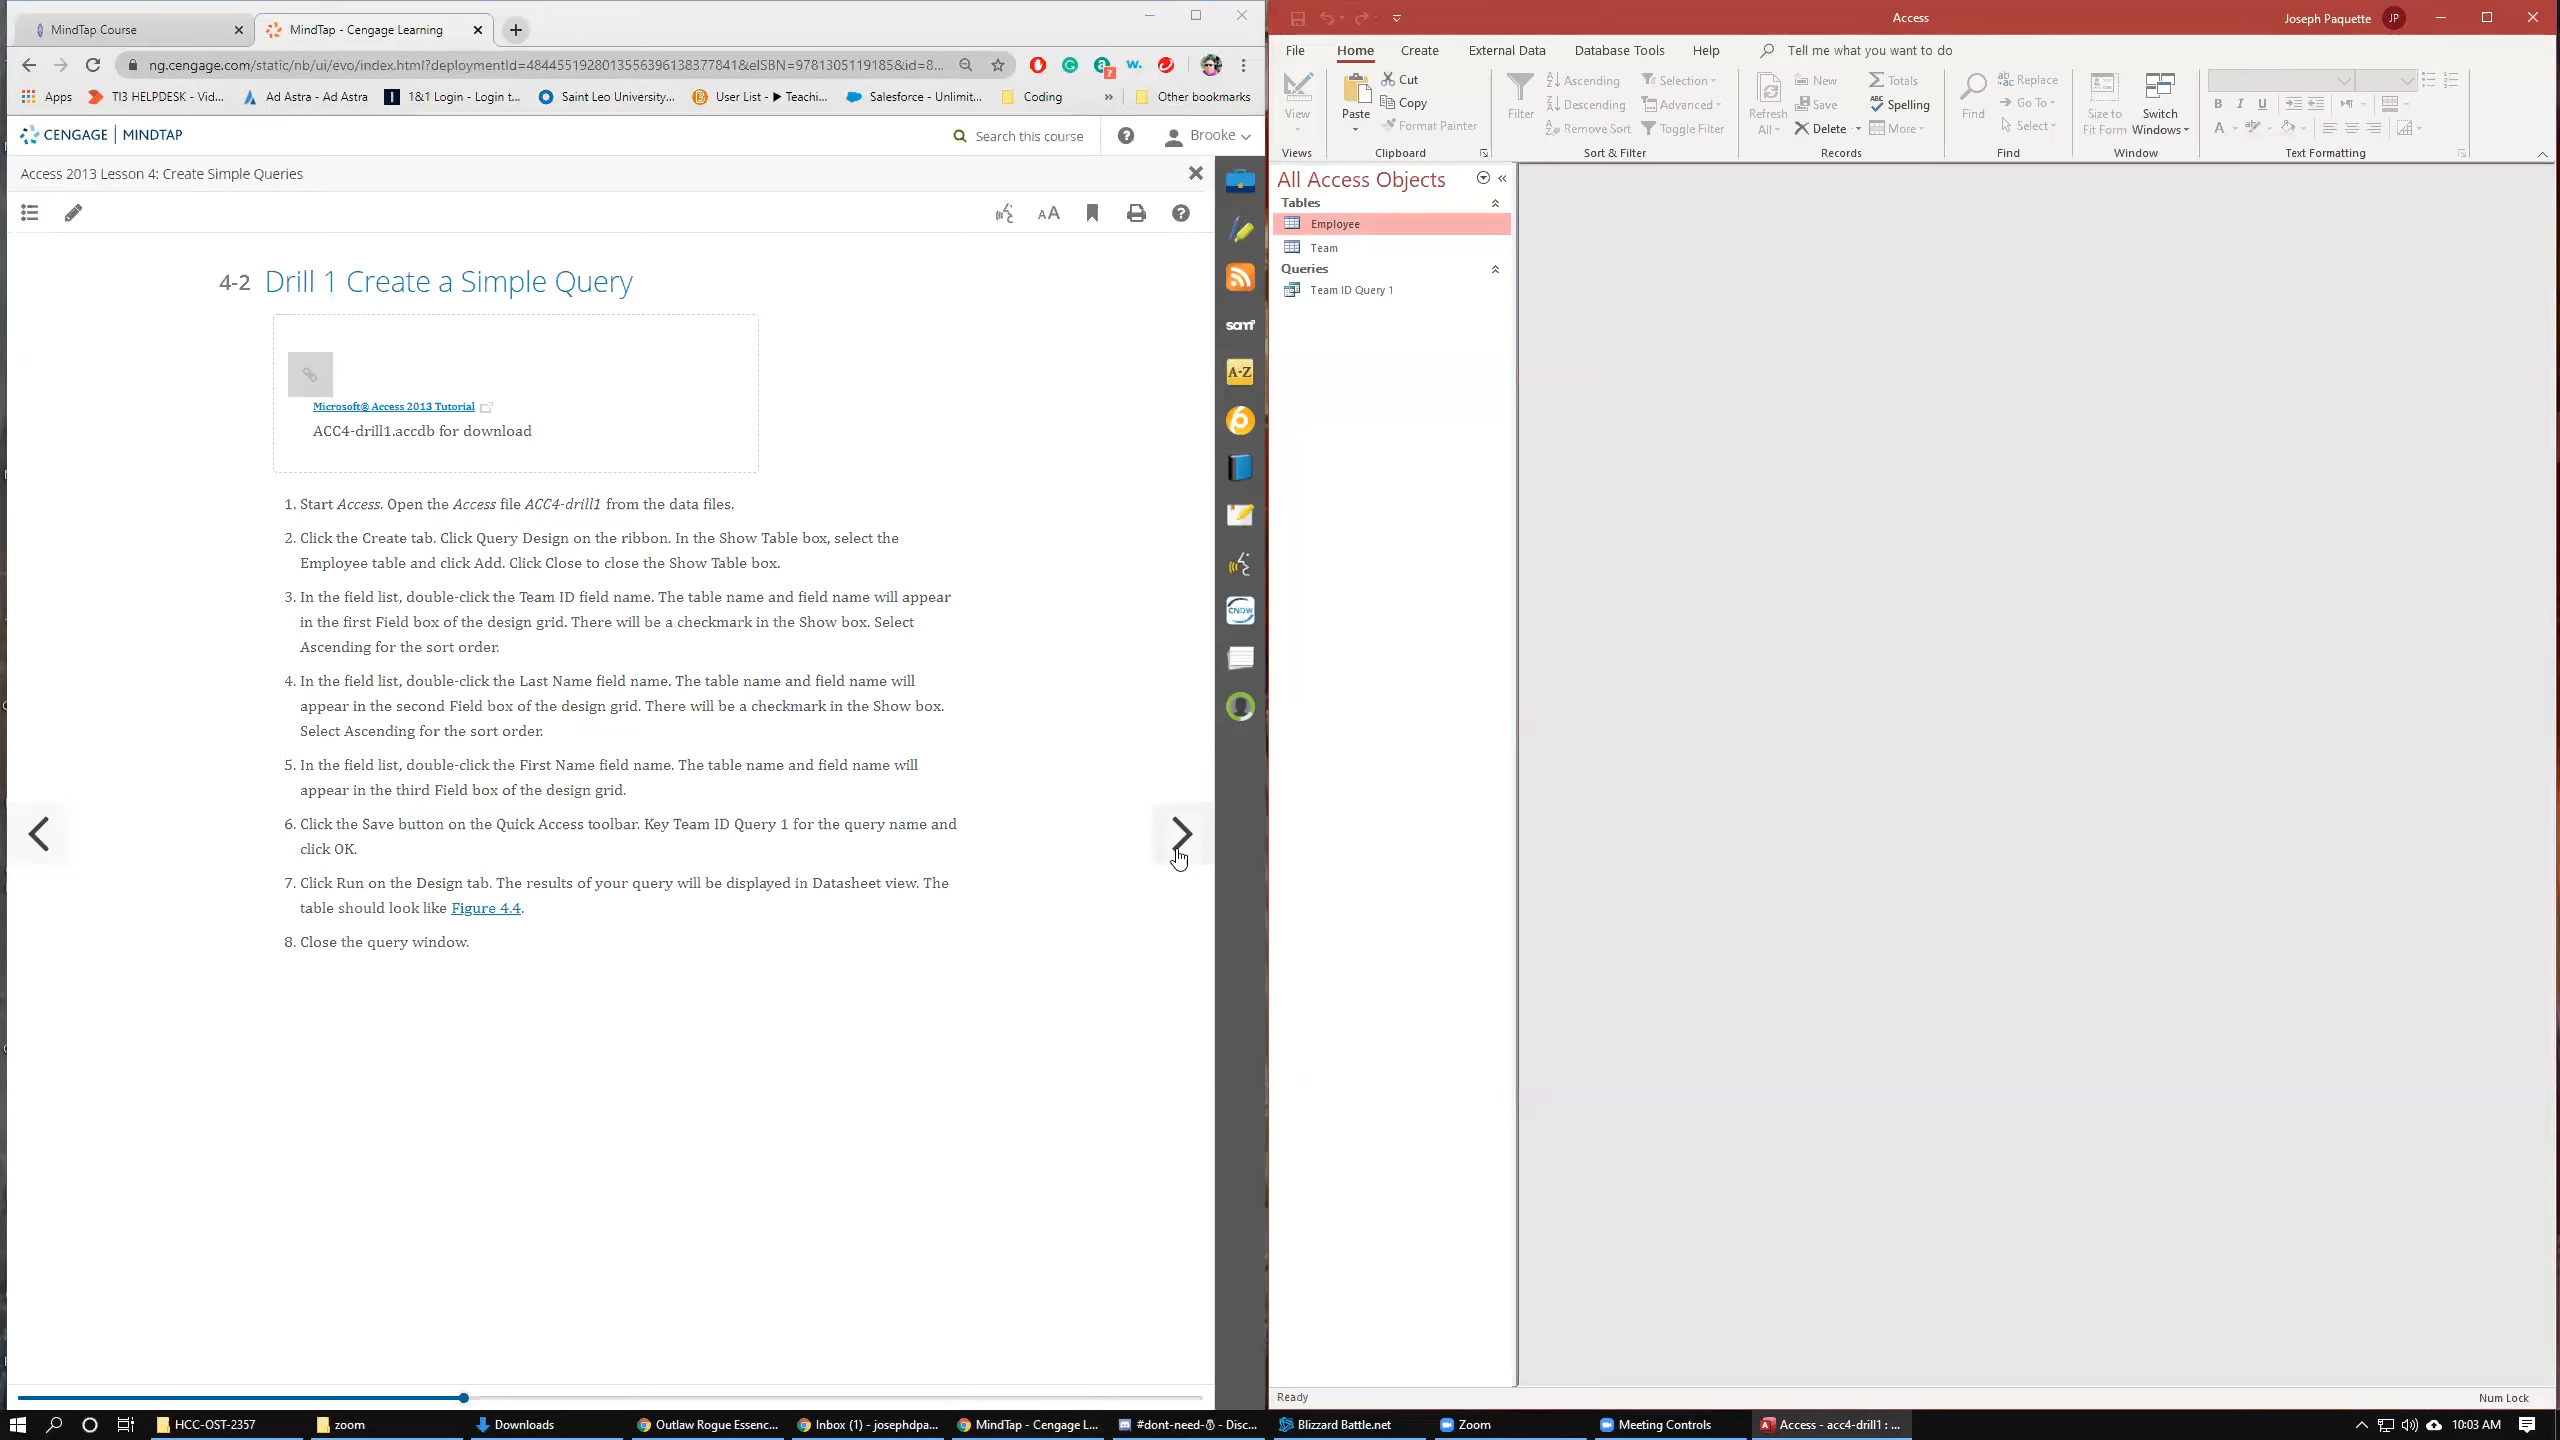 MindTap Course
MindTap - Cengage Learning
ng.cengage.com/static/nb/ui/evo/index.html?deploymentId=4844551928013556396138377841&eISBN=9781305119185&id=8...
Apps
TI3 HELPDESK - Vid...
Ad Astra - Ad Astra
1&1 Login - Login t...
Saint Leo University...
User List - ▶ Teachi...
Salesforce - Unlimit...
Coding
»
Other bookmarks
CENGAGE | MINDTAP
Search this course
Brooke
Access 2013 Lesson 4: Create Simple Queries
AA
4-2 Drill 1 Create a Simple Query
Microsoft® Access 2013 Tutorial
ACC4-drill1.accdb for download
1. Start Access. Open the Access file ACC4-drill1 from the data files.
2. Click the Create tab. Click Query Design on the ribbon. In the Show Table box, select the
Employee table and click Add. Click Close to close the Show Table box.
3. In the field list, double-click the Team ID field name. The table name and field name will appear
in the first Field box of the design grid. There will be a checkmark in the Show box. Select
Ascending for the sort order.
4. In the field list, double-click the Last Name field name. The table name and field name will
appear in the second Field box of the design grid. There will be a checkmark in the Show box.
Select Ascending for the sort order.
5. In the field list, double-click the First Name field name. The table name and field name will
appear in the third Field box of the design grid.
6. Click the Save button on the Quick Access toolbar. Key Team ID Query 1 for the query name and
click OK.
7. Click Run on the Design tab. The results of your query will be displayed in Datasheet view. The
table should look like Figure 4.4.
8. Close the query window.
sam
A-Z
CNOW
Access
Joseph Paquette
JP
File
Home
Create
External Data
Database Tools
Help
Tell me what you want to do
View
Views
Paste
Cut
Copy
Format Painter
Clipboard
Filter
Ascending
Descending
Remove Sort
Selection
Advanced
Toggle Filter
Sort & Filter
Refresh
All
New
Save
Delete
Totals
Spelling
More
Records
Find
Replace
Go To
Select
Find
Size to
Fit Form
Switch
Windows
Window
B I U
A
Text Formatting
All Access Objects
Tables
Employee
Team
Queries
Team ID Query 1
Ready
Num Lock
HCC-OST-2357
zoom
Downloads
Outlaw Rogue Essenc...
Inbox (1) - josephdpa...
MindTap - Cengage L...
Blizzard Battle.net
Zoom
Meeting Controls
Access - acc4-drill1 : ...
10:03 AM